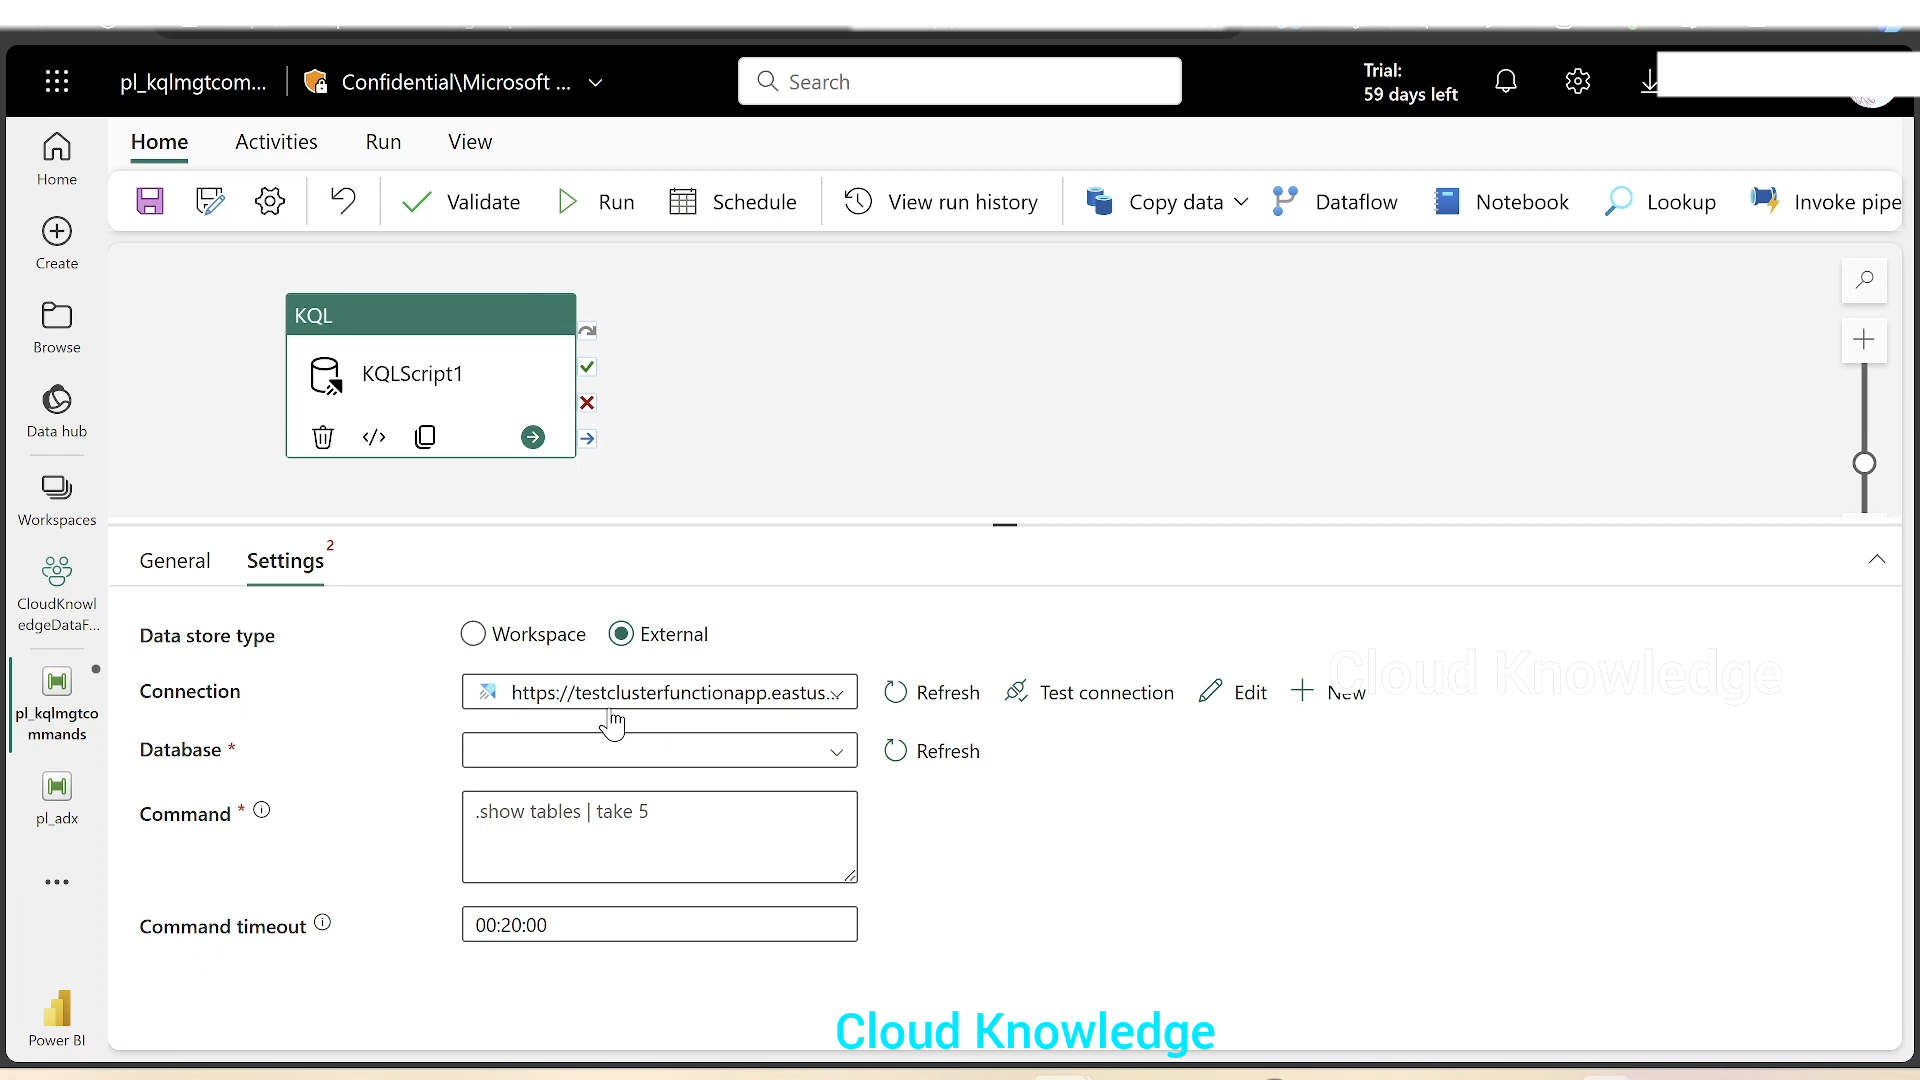 pl_kqlmgtcom...
Confidential\Microsoft ...
Search
Trial:
59 days left
Home
Activities
Run
View
Validate
Run
Schedule
View run history
Copy data
Dataflow
Notebook
Lookup
Invoke pipe
Home
Create
Browse
Data hub
Workspaces
CloudKnowl
edgeDataF...
pl_kqlmgtco
mmands
pl_adx
Power BI
KQL
KQLScript1
General
Settings
2
Data store type
Workspace
External
Connection
https://testclusterfunctionapp.eastus...
Refresh
Test connection
Edit
New
Cloud Knowledge
Database *
Refresh
Command *
.show tables | take 5
Command timeout
00:20:00
Cloud Knowledge